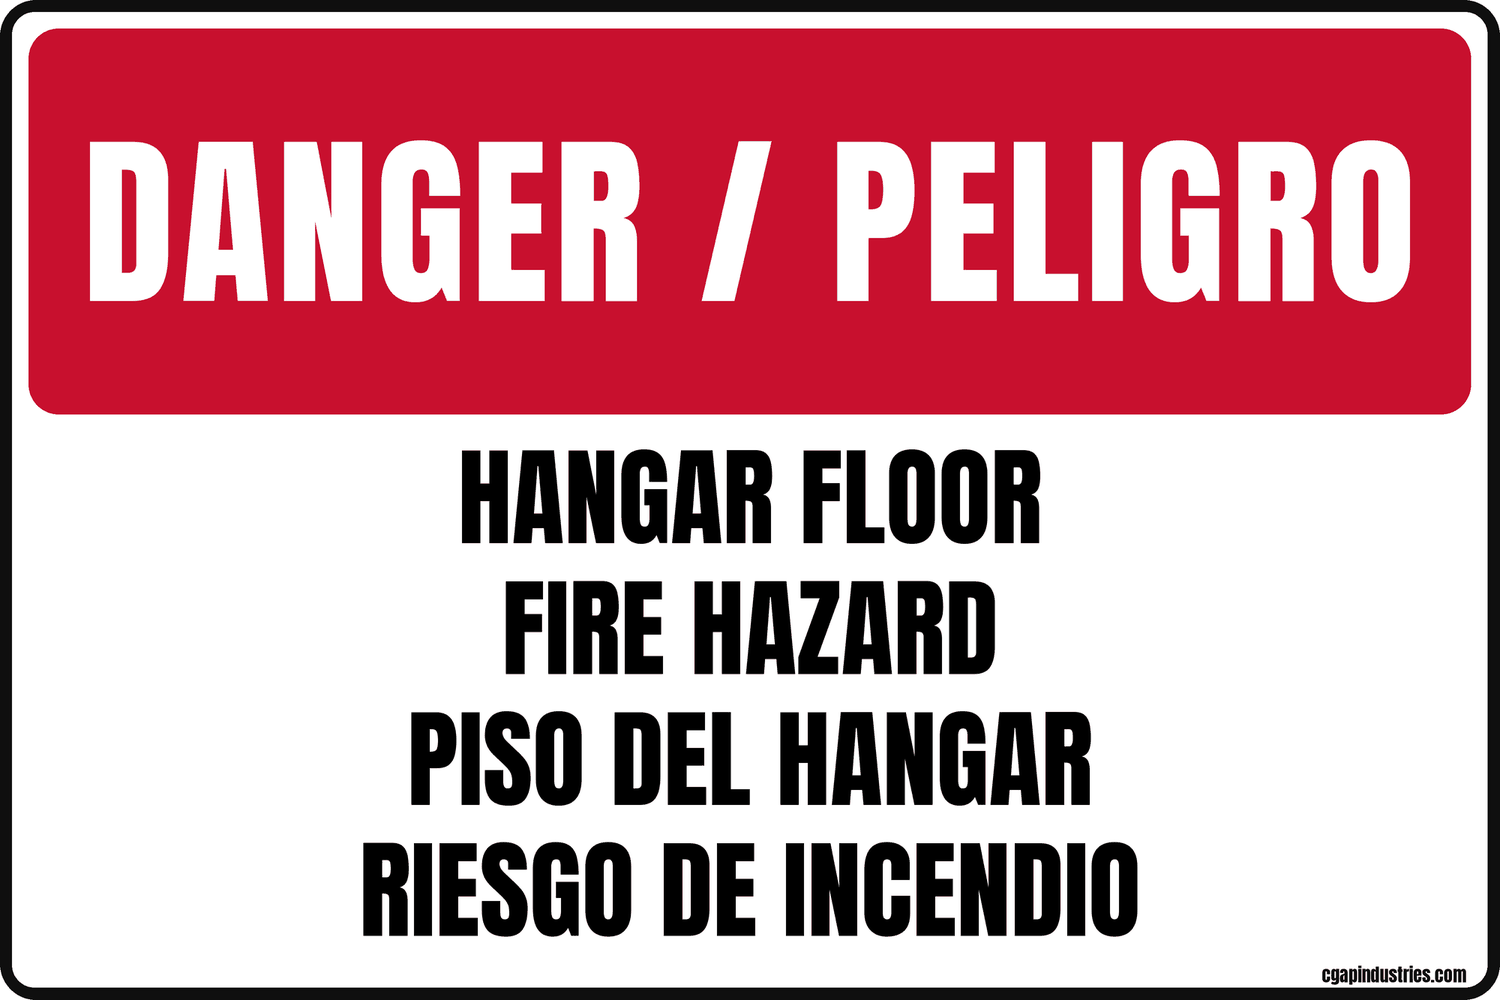 DANGER / PELIGRO
HANGAR FLOOR
FIRE HAZARD
PISO DEL HANGAR
RIESGO DE INCENDIO
cgapindustries.com